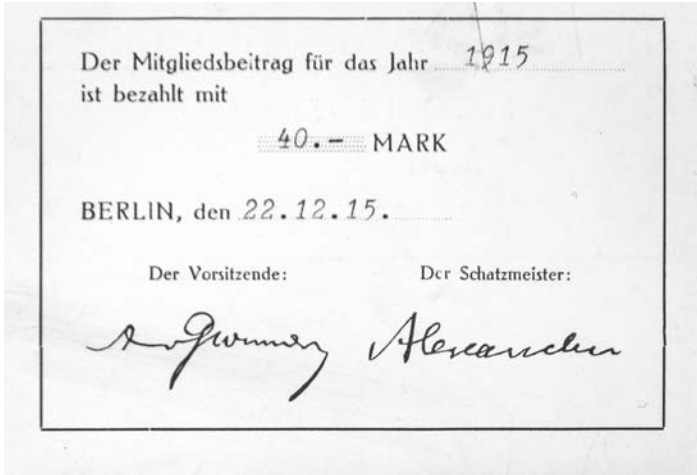 Der Mitgliedsbeitrag für das Jahr 1915
ist bezahlt mit
40.- MARK
BERLIN, den 22.12.15.
Der Vorsitzende: Der Schatzmeister:
A v Gwinner Alexander